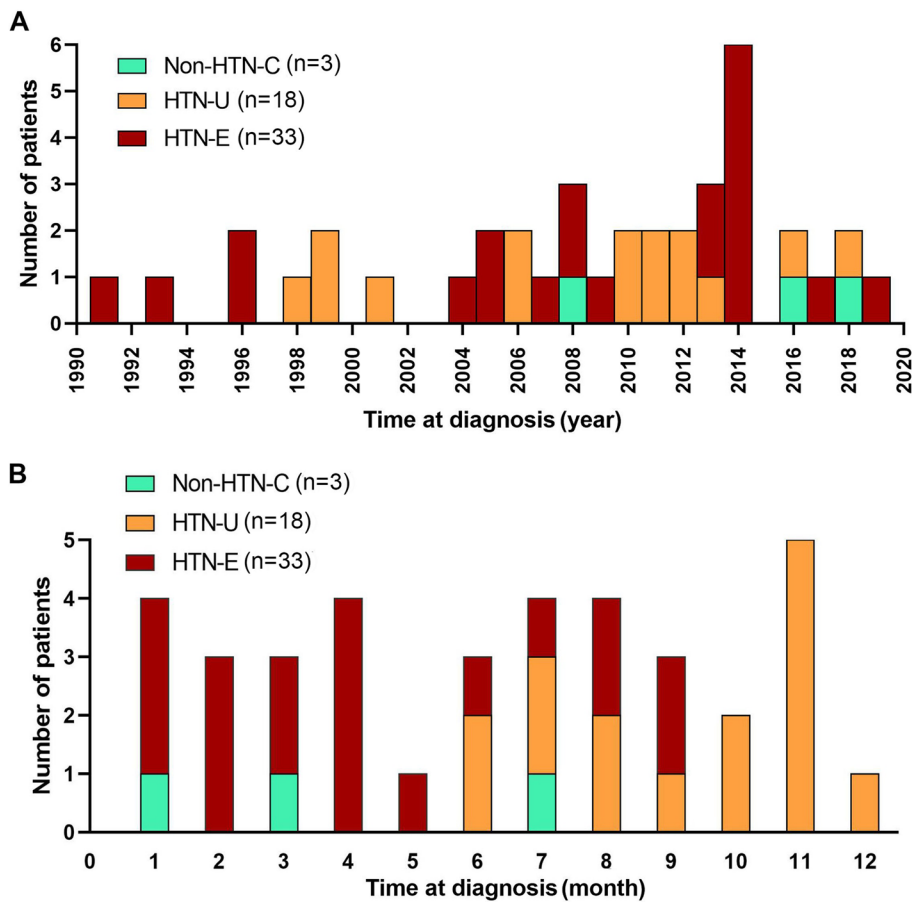 A
Number of patients
6
5
4
3
2
1
0
Non-HTN-C (n=3)
HTN-U (n=18)
HTN-E (n=33)
1990
1992
1994
1996
1998
2000
2002
2004
2006
2008
2010
2012
2014
2016
2018
2020
Time at diagnosis (year)
B
Number of patients
Non-HTN-C (n=3)
HTN-U (n=18)
HTN-E (n=33)
5
4
3
2
1
0
0 1 2 3 4 5 6 7 8 9 10 11 12
Time at diagnosis (month)